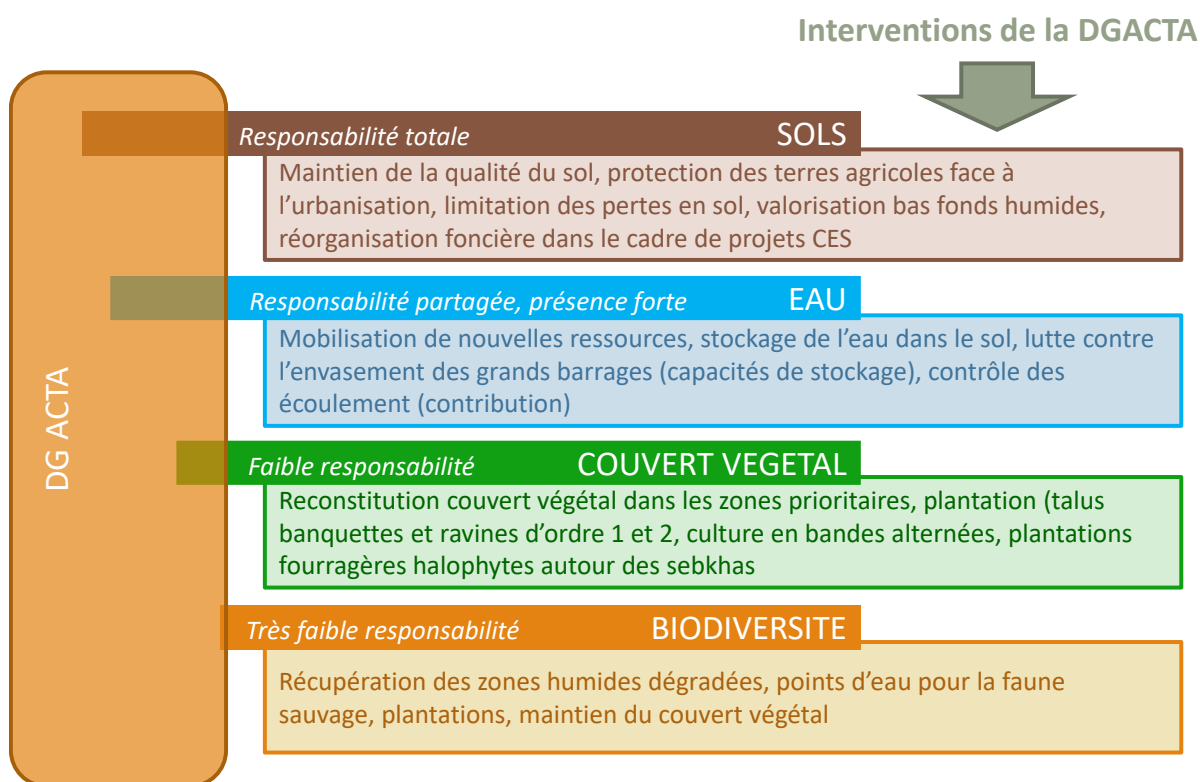 Interventions de la DGACTA
DG ACTA
Responsabilité totale SOLS
Maintien de la qualité du sol, protection des terres agricoles face à
l’urbanisation, limitation des pertes en sol, valorisation bas fonds humides,
réorganisation foncière dans le cadre de projets CES
Responsabilité partagée, présence forte EAU
Mobilisation de nouvelles ressources, stockage de l’eau dans le sol, lutte contre
l’envasement des grands barrages (capacités de stockage), contrôle des
écoulement (contribution)
Faible responsabilité COUVERT VEGETAL
Reconstitution couvert végétal dans les zones prioritaires, plantation (talus
banquettes et ravines d’ordre 1 et 2, culture en bandes alternées, plantations
fourragères halophytes autour des sebkhas
Très faible responsabilité BIODIVERSITE
Récupération des zones humides dégradées, points d’eau pour la faune
sauvage, plantations, maintien du couvert végétal